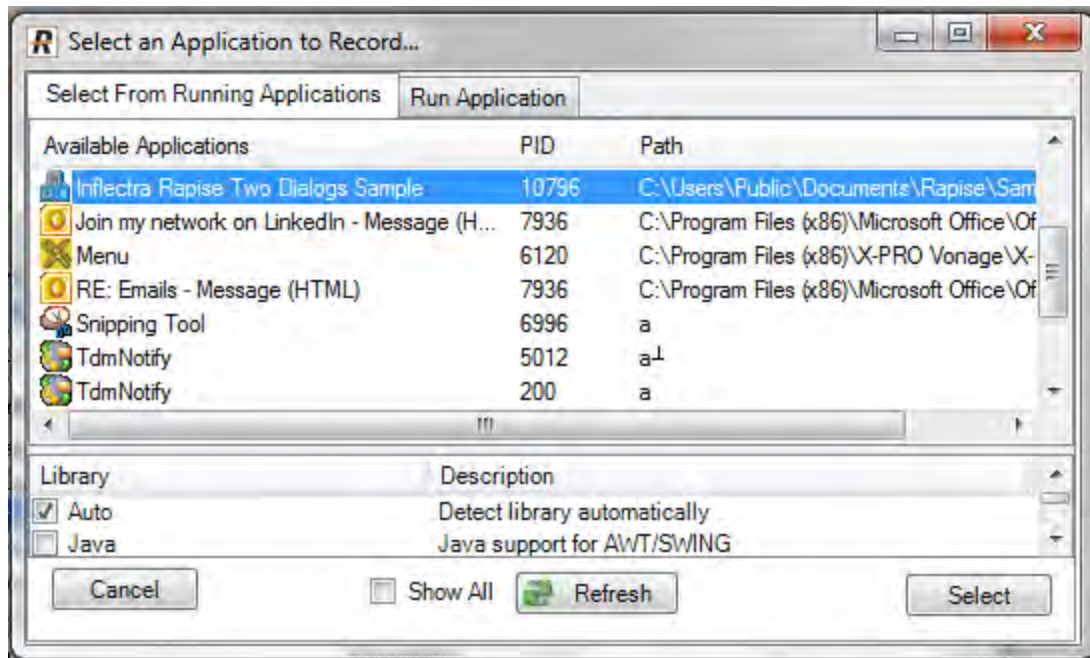 Select an Application to Record...
Select From Running Applications Run Application
Available Applications PID Path
Inflectra Rapise Two Dialogs Sample 10796 C:\Users\Public\Documents\Rapise\Sam
Join my network on LinkedIn - Message (H... 7936 C:\Program Files (x86)\Microsoft Office\Of
Menu 6120 C:\Program Files (x86)\X-PRO Vonage\X-
RE: Emails - Message (HTML) 7936 C:\Program Files (x86)\Microsoft Office\Of
Snipping Tool 6996 a
TdmNotify 5012 a┴
TdmNotify 200 a
Library Description
Auto Detect library automatically
Java Java support for AWT/SWING
Cancel Show All Refresh Select